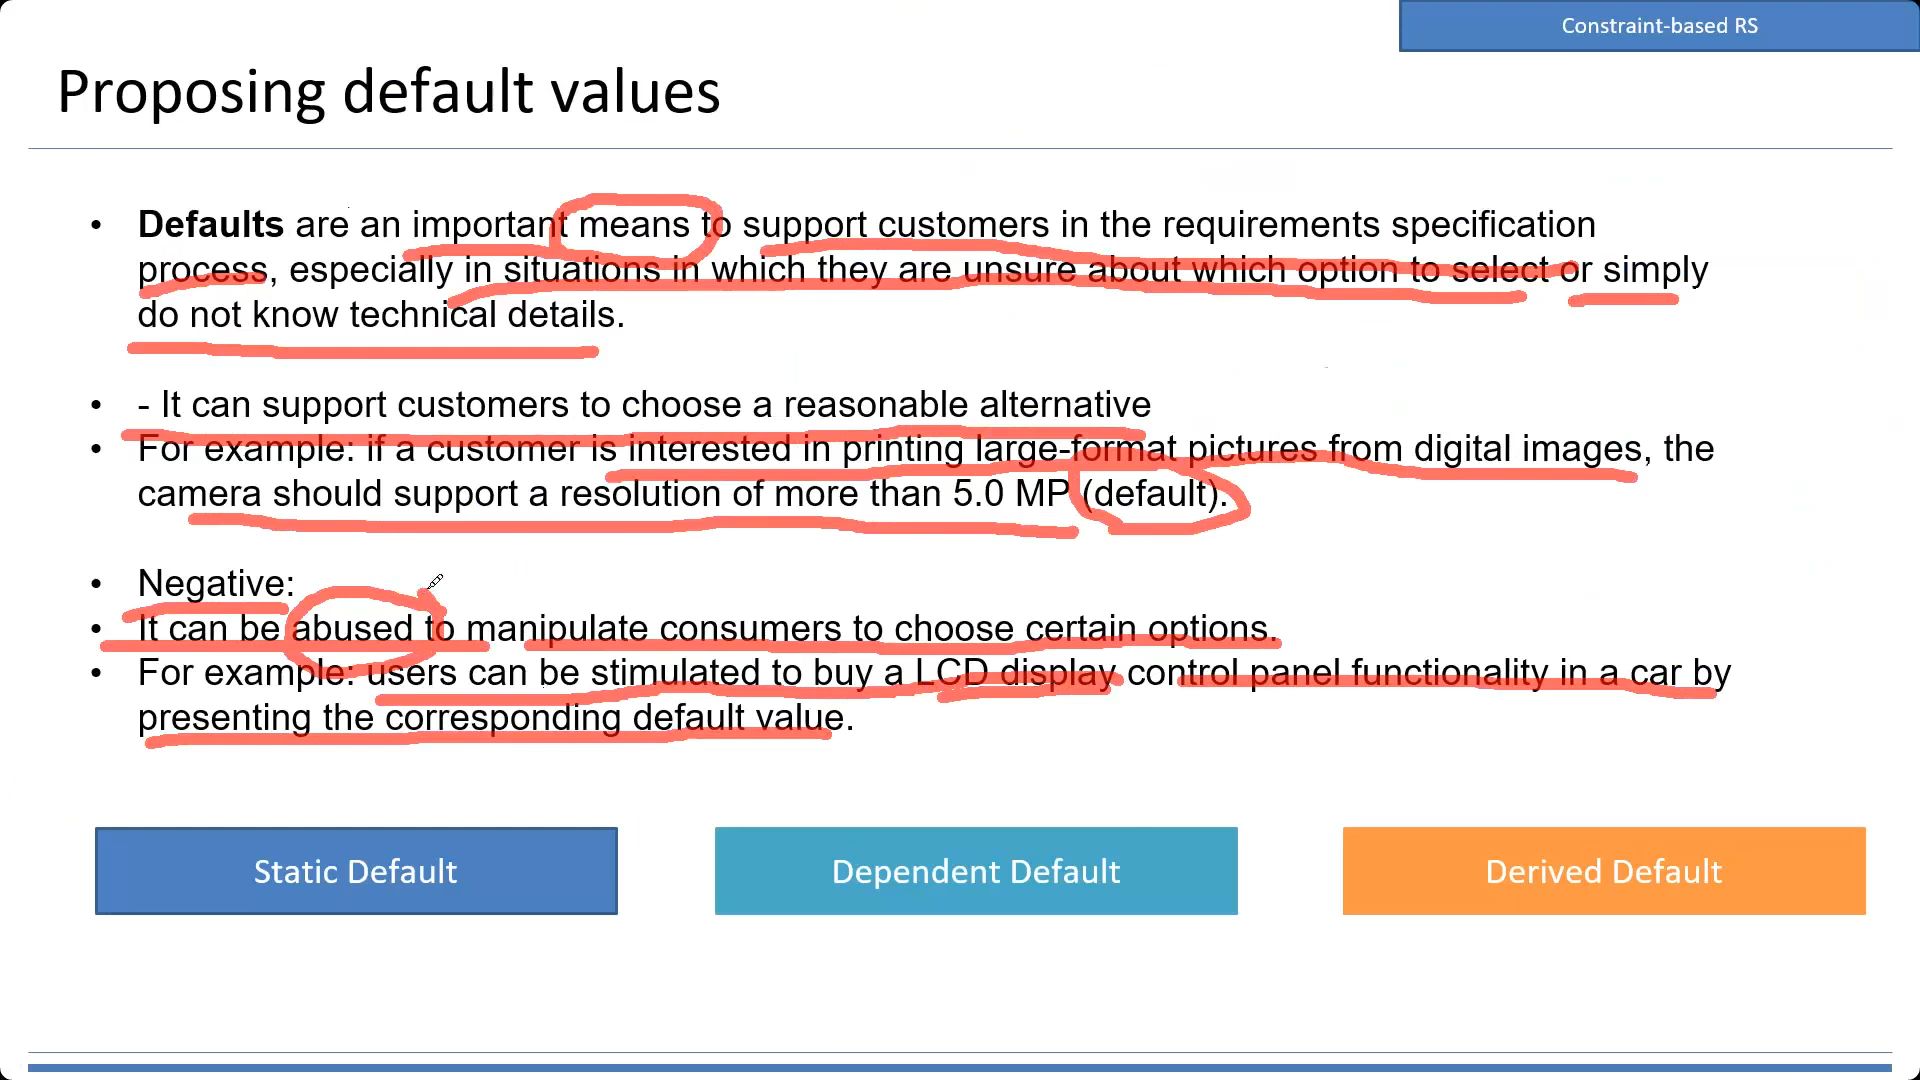 Constraint-based RS
Proposing default values
• Defaults are an important means to support customers in the requirements specification
process, especially in situations in which they are unsure about which option to select or simply
do not know technical details.
• - It can support customers to choose a reasonable alternative
• For example: if a customer is interested in printing large-format pictures from digital images, the
camera should support a resolution of more than 5.0 MP (default).
• Negative:
• It can be abused to manipulate consumers to choose certain options.
• For example: users can be stimulated to buy a LCD display control panel functionality in a car by
presenting the corresponding default value.
Static Default
Dependent Default
Derived Default